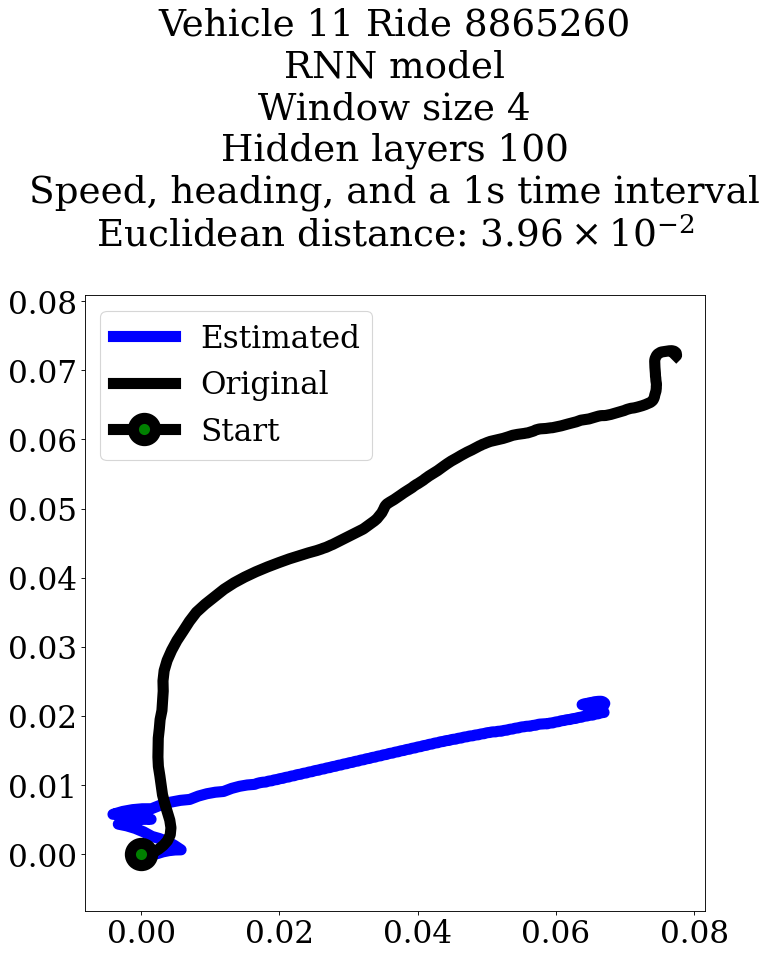 Vehicle 11 Ride 8865260
RNN model
Window size 4
Hidden layers 100
Speed, heading, and a 1s time interval
Euclidean distance: 3.96 × 10⁻²
0.08
0.07
0.06
0.05
0.04
0.03
0.02
0.01
0.00
Estimated
Original
Start
0.00 0.02 0.04 0.06 0.08